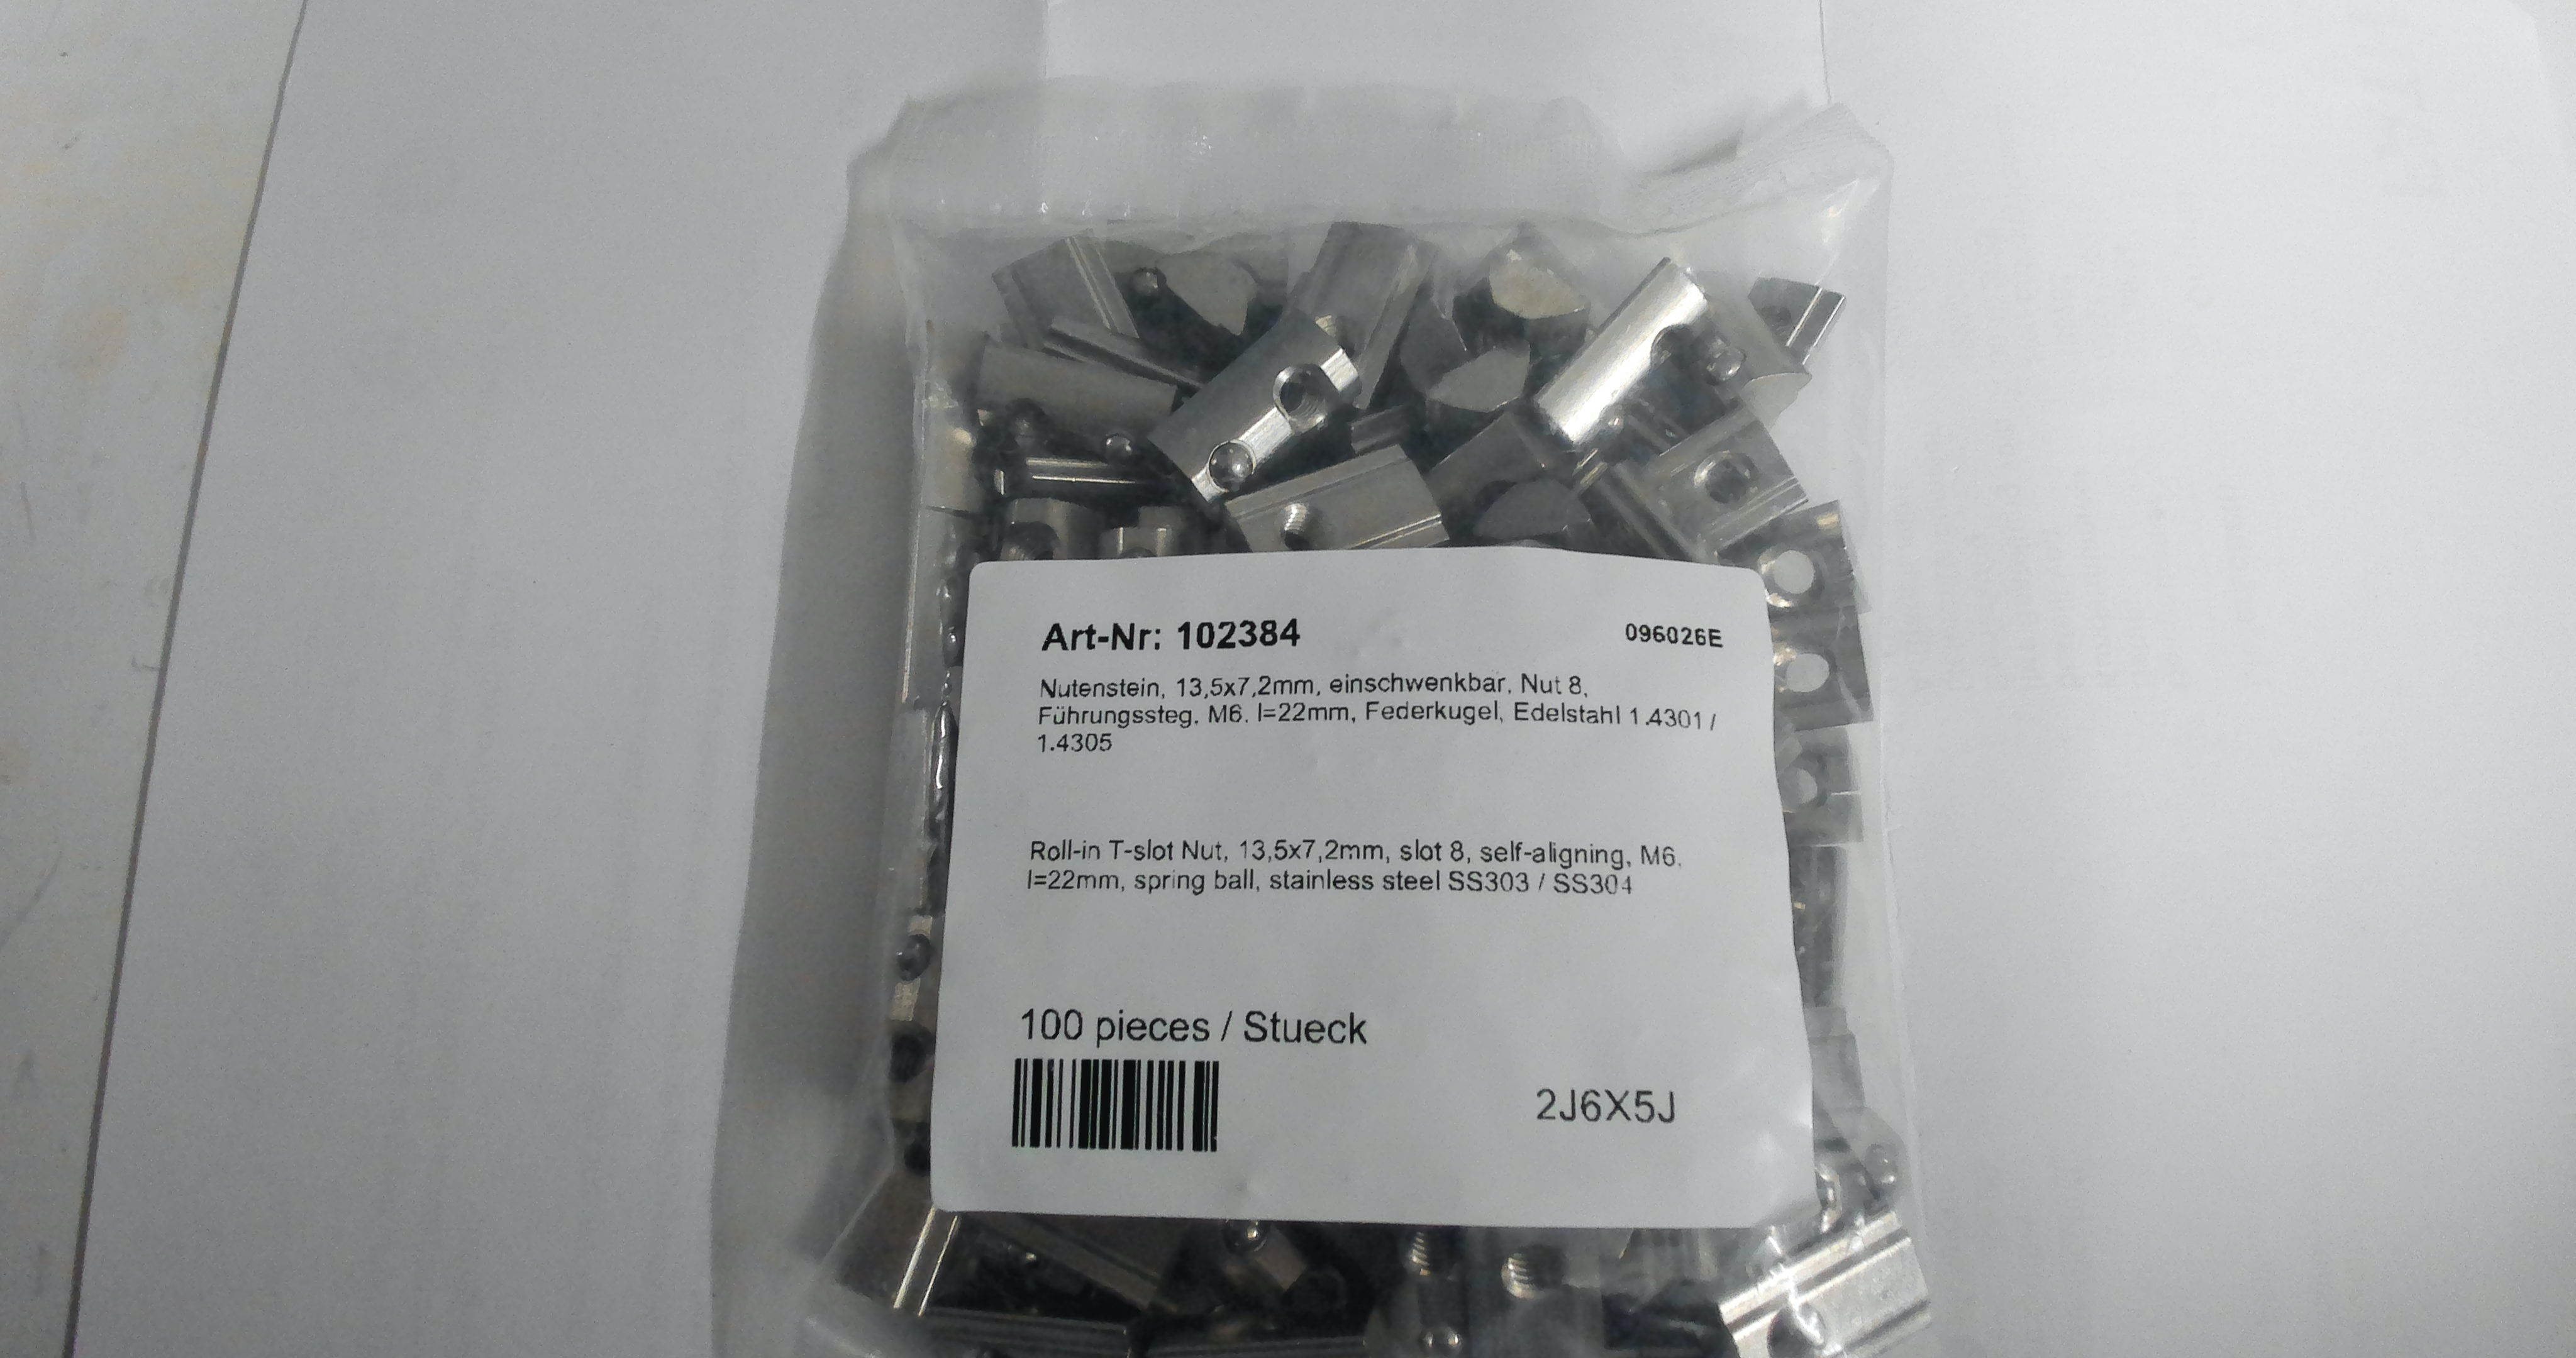 Art-Nr: 102384 096026E
Nutenstein, 13,5x7,2mm, einschwenkbar, Nut 8,
Führungssteg, M6, l=22mm, Federkugel, Edelstahl 1.4301 /
1.4305
Roll-in T-slot Nut, 13,5x7,2mm, slot 8, self-aligning, M6,
l=22mm, spring ball, stainless steel SS303 / SS304
100 pieces / Stueck
2J6X5J